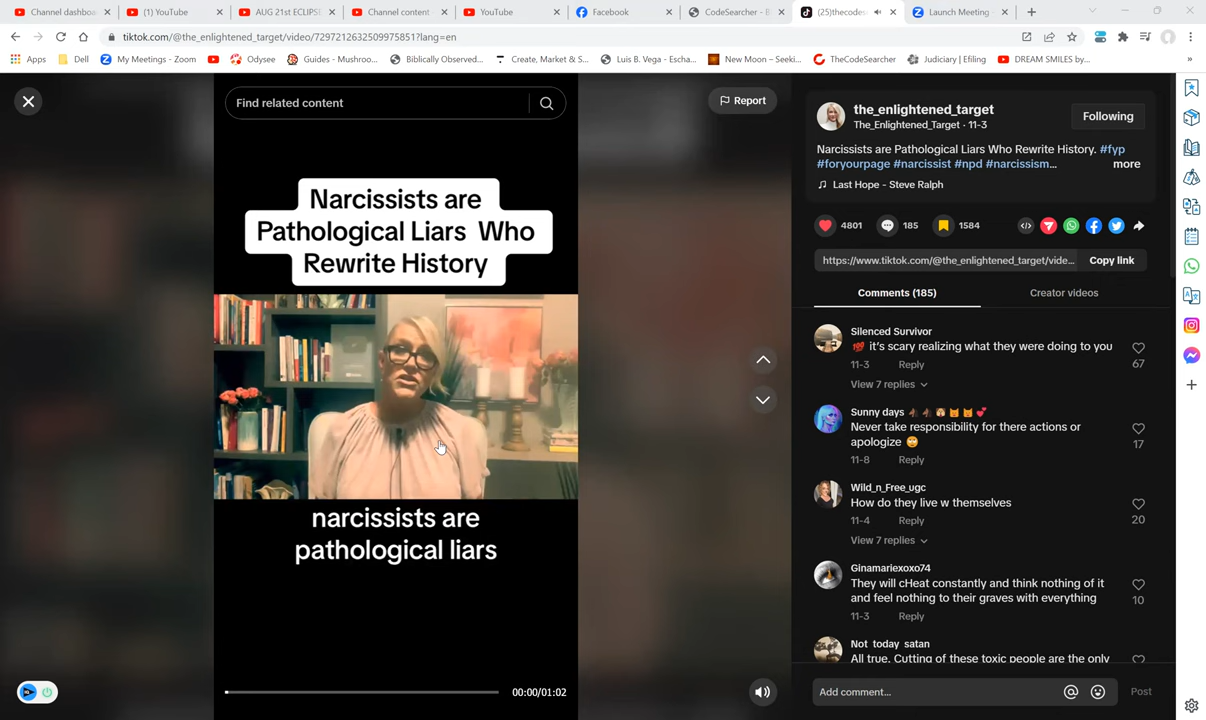 Channel dashboa
(1) YouTube
AUG 21st ECLIPSE
Channel content
YouTube
Facebook
CodeSearcher - B
(25)thecodes
Launch Meeting -
tiktok.com/@the_enlightened_target/video/7297212632509975851?lang=en
Apps
Dell
My Meetings - Zoom
Odysee
Guides - Mushroo...
Biblically Observed...
Create, Market & S...
Luis B. Vega - Escha...
New Moon – Seeki...
TheCodeSearcher
Judiciary | Efiling
DREAM SMILES by...
»
Find related content
Report
Narcissists are
Pathological Liars Who
Rewrite History
narcissists are
pathological liars
00:00/01:02
the_enlightened_target
The_Enlightened_Target · 11-3
Following
Narcissists are Pathological Liars Who Rewrite History. #fyp
#foryourpage #narcissist #npd #narcissism...
more
Last Hope - Steve Ralph
4801
185
1584
https://www.tiktok.com/@the_enlightened_target/vide...
Copy link
Comments (185)
Creator videos
Silenced Survivor
💯 it's scary realizing what they were doing to you
67
11-3 Reply
View 7 replies
Sunny days
Never take responsibility for there actions or
apologize
17
11-8 Reply
Wild_n_Free_ugc
How do they live w themselves
20
11-4 Reply
View 7 replies
Ginamariexoxo74
They will cHeat constantly and think nothing of it
and feel nothing to their graves with everything
10
11-3 Reply
Not today satan
All true. Cutting of these toxic people are the only
Add comment...
Post